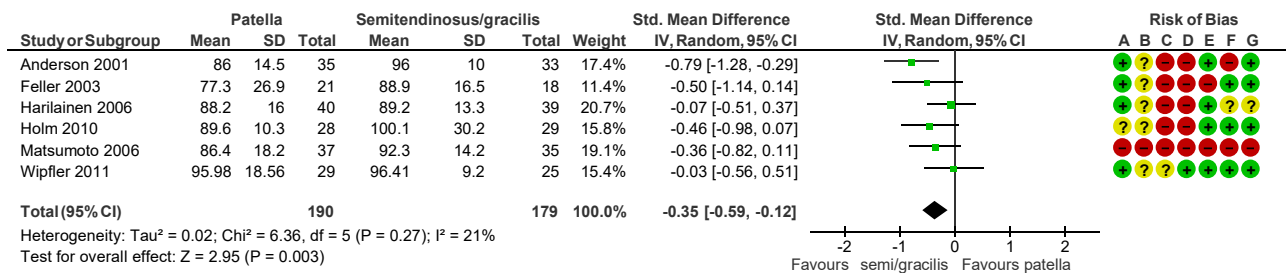 Patella Semitendinosus/gracilis Std. Mean Difference Std. Mean Difference Risk of Bias
Study or Subgroup Mean SD Total Mean SD Total Weight IV, Random, 95% CI IV, Random, 95% CI A B C D E F G
Anderson 2001 86 14.5 35 96 10 33 17.4% -0.79 [-1.28, -0.29] + ? - - + - +
Feller 2003 77.3 26.9 21 88.9 16.5 18 11.4% -0.50 [-1.14, 0.14] + ? - - - + +
Harilainen 2006 88.2 16 40 89.2 13.3 39 20.7% -0.07 [-0.51, 0.37] + ? - - + ? ?
Holm 2010 89.6 10.3 28 100.1 30.2 29 15.8% -0.46 [-0.98, 0.07] ? ? - - + + +
Matsumoto 2006 86.4 18.2 37 92.3 14.2 35 19.1% -0.36 [-0.82, 0.11] - - - - - - -
Wipfler 2011 95.98 18.56 29 96.41 9.2 25 15.4% -0.03 [-0.56, 0.51] + ? ? + + + +
Total (95% CI) 190 179 100.0% -0.35 [-0.59, -0.12]
Heterogeneity: Tau² = 0.02; Chi² = 6.36, df = 5 (P = 0.27); I² = 21%
Test for overall effect: Z = 2.95 (P = 0.003)
-2 -1 0 1 2
Favours semi/gracilis Favours patella